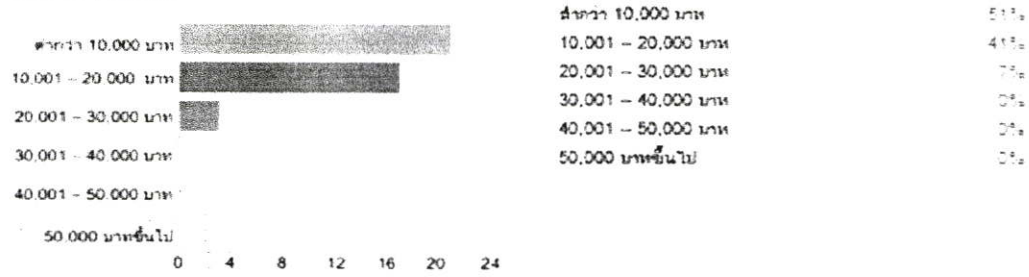 ต่ำกว่า 10,000 บาท
10,001 – 20,000 บาท
20,001 – 30,000 บาท
30,001 – 40,000 บาท
40,001 – 50,000 บาท
50,000 บาทขึ้นไป
0 4 8 12 16 20 24
ต่ำกว่า 10,000 บาท 51%
10,001 – 20,000 บาท 41%
20,001 – 30,000 บาท 7%
30,001 – 40,000 บาท 0%
40,001 – 50,000 บาท 0%
50,000 บาทขึ้นไป 0%